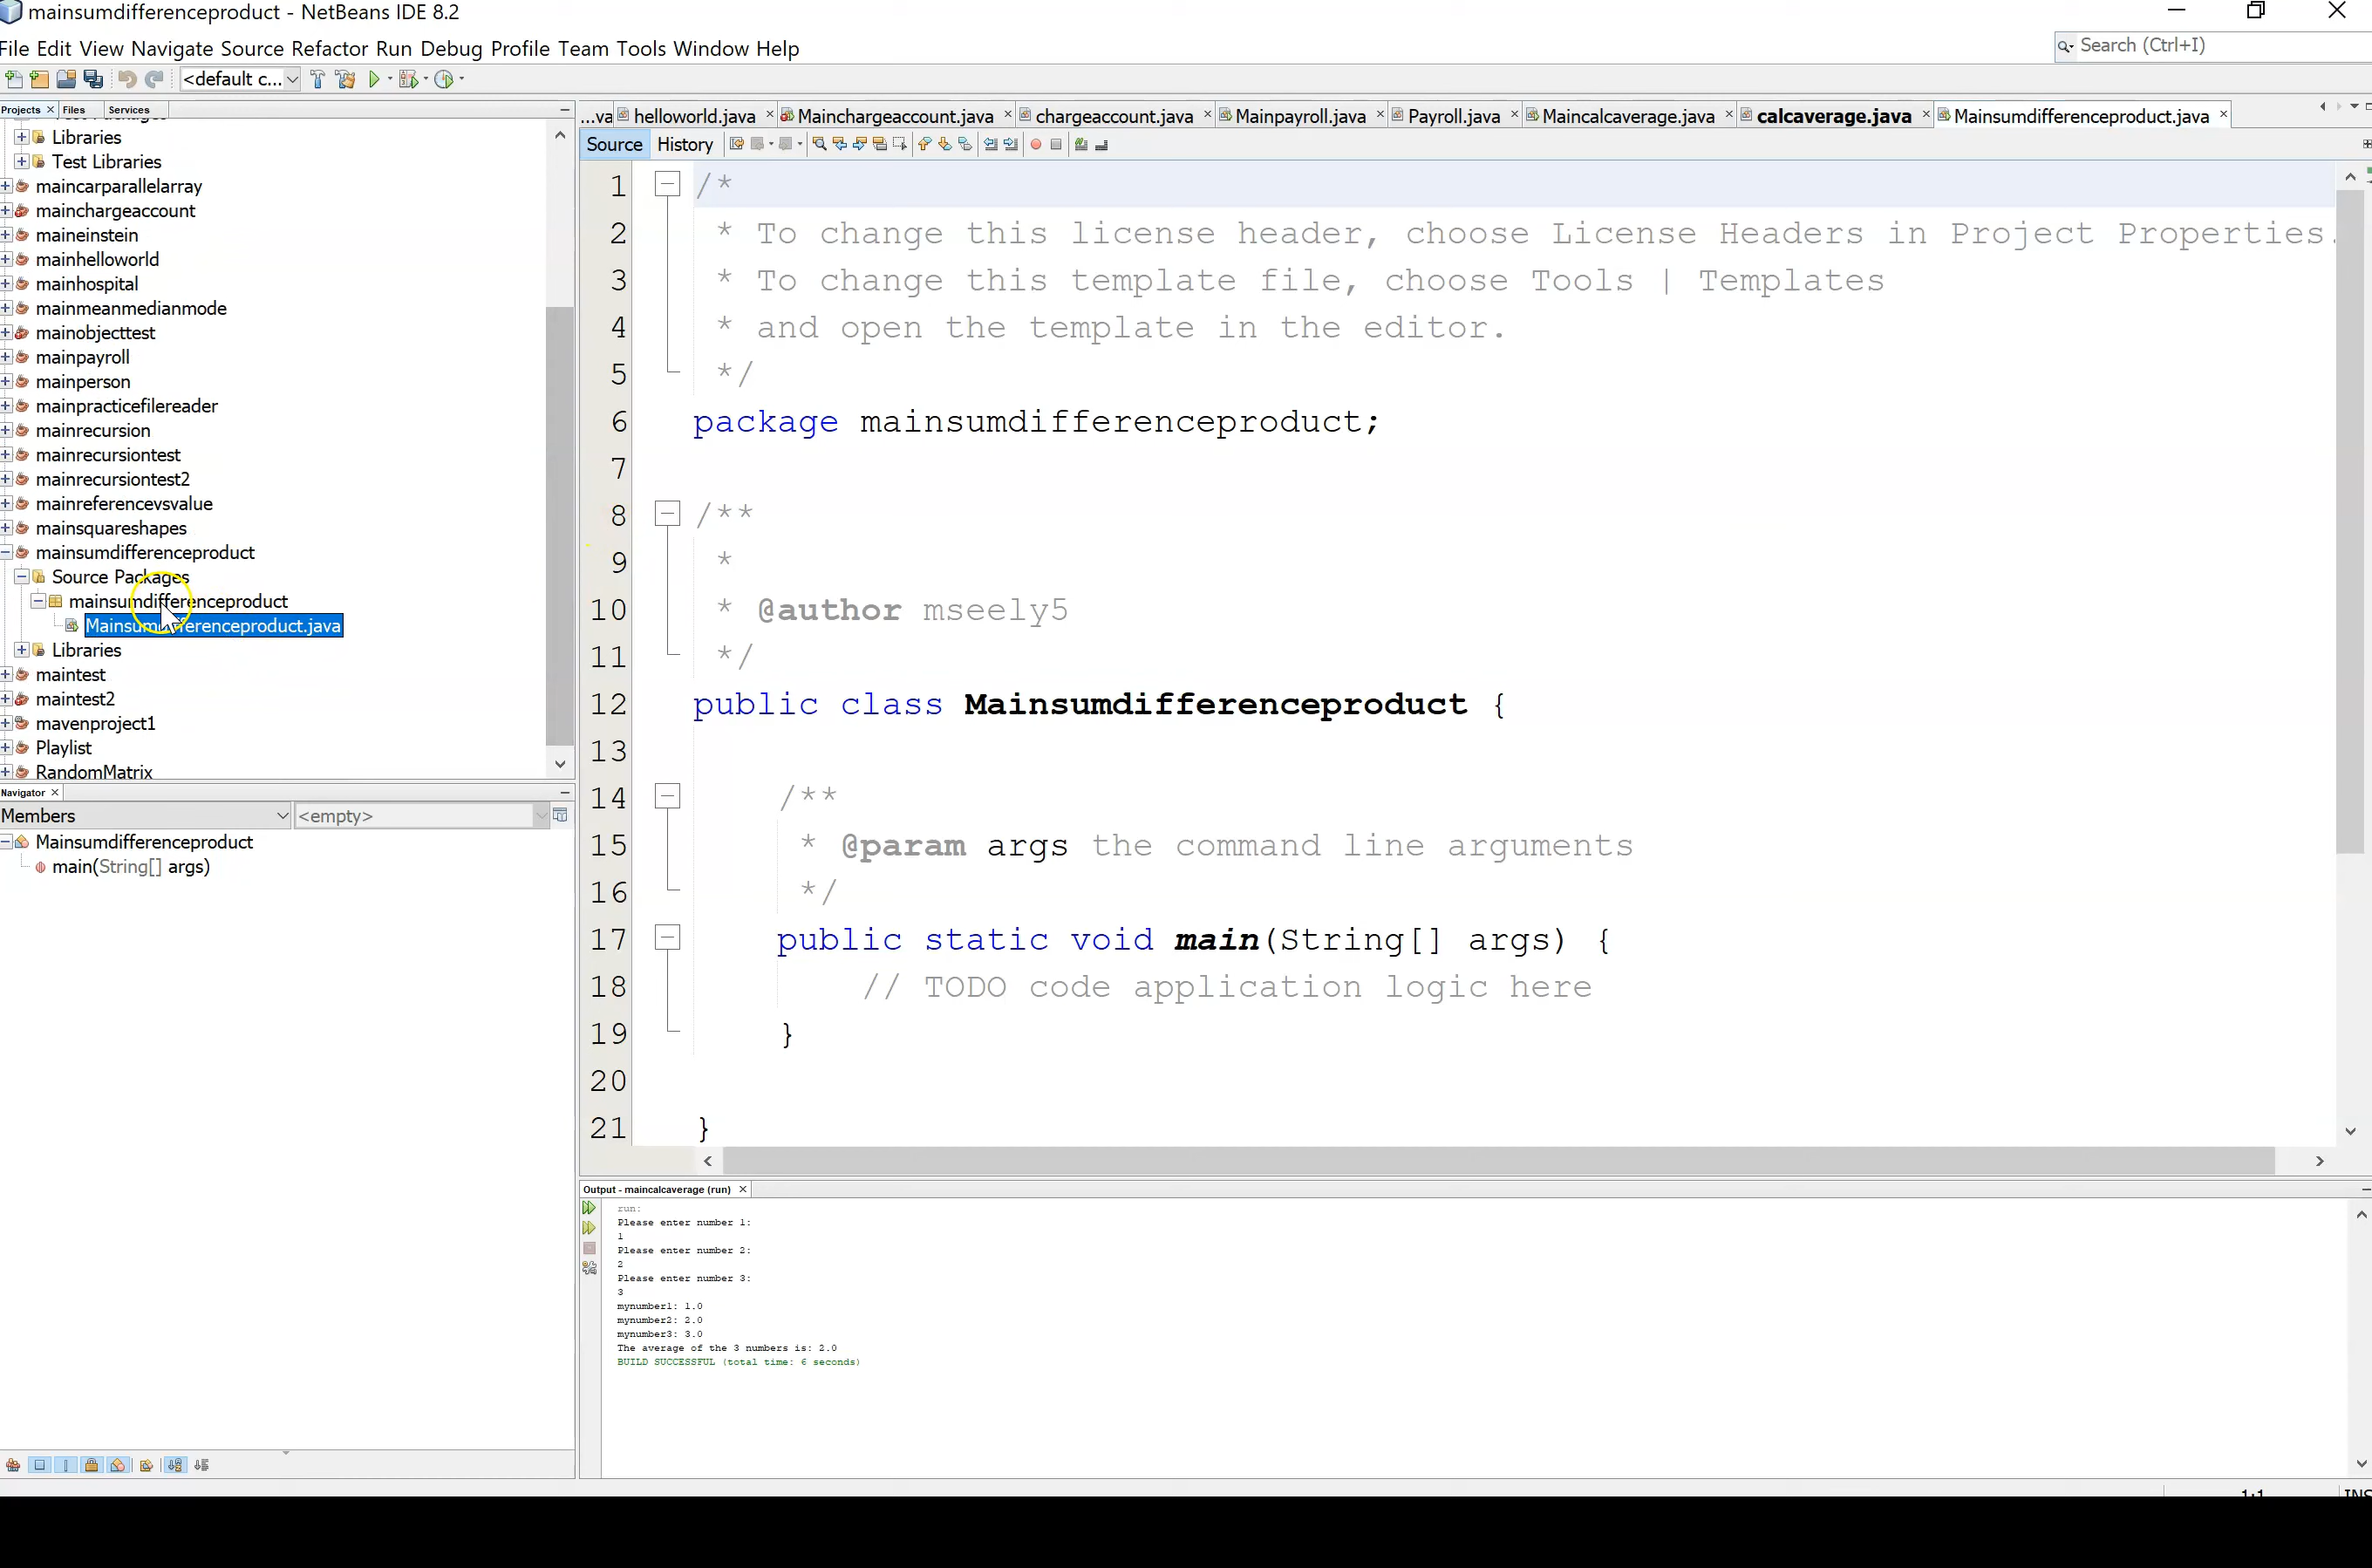 mainsumdifferenceproduct - NetBeans IDE 8.2
File Edit View Navigate Source Refactor Run Debug Profile Team Tools Window Help
Search (Ctrl+I)
<default c...
Projects Files Services
Libraries
Test Libraries
maincarparallelarray
mainchargeaccount
maineinstein
mainhelloworld
mainhospital
mainmeanmedianmode
mainobjecttest
mainpayroll
mainperson
mainpracticefilereader
mainrecursion
mainrecursiontest
mainrecursiontest2
mainreferencevsvalue
mainsquareshapes
mainsumdifferenceproduct
Source Packages
mainsumdifferenceproduct
Mainsumdifferenceproduct.java
Libraries
maintest
maintest2
mavenproject1
Playlist
RandomMatrix
Navigator
Members <empty>
Mainsumdifferenceproduct
main(String[] args)
...va helloworld.java Mainchargeaccount.java chargeaccount.java Mainpayroll.java Payroll.java Maincalcaverage.java calcaverage.java Mainsumdifferenceproduct.java
Source History
1 /*
2 * To change this license header, choose License Headers in Project Properties.
3 * To change this template file, choose Tools | Templates
4 * and open the template in the editor.
5 */
6 package mainsumdifferenceproduct;
7
8 /**
9 *
10 * @author mseely5
11 */
12 public class Mainsumdifferenceproduct {
13
14 /**
15 * @param args the command line arguments
16 */
17 public static void main(String[] args) {
18 // TODO code application logic here
19 }
20
21 }
Output - maincalcaverage (run)
run:
Please enter number 1:
1
Please enter number 2:
2
Please enter number 3:
3
mynumber1: 1.0
mynumber2: 2.0
mynumber3: 3.0
The average of the 3 numbers is: 2.0
BUILD SUCCESSFUL (total time: 6 seconds)
1:1 INS